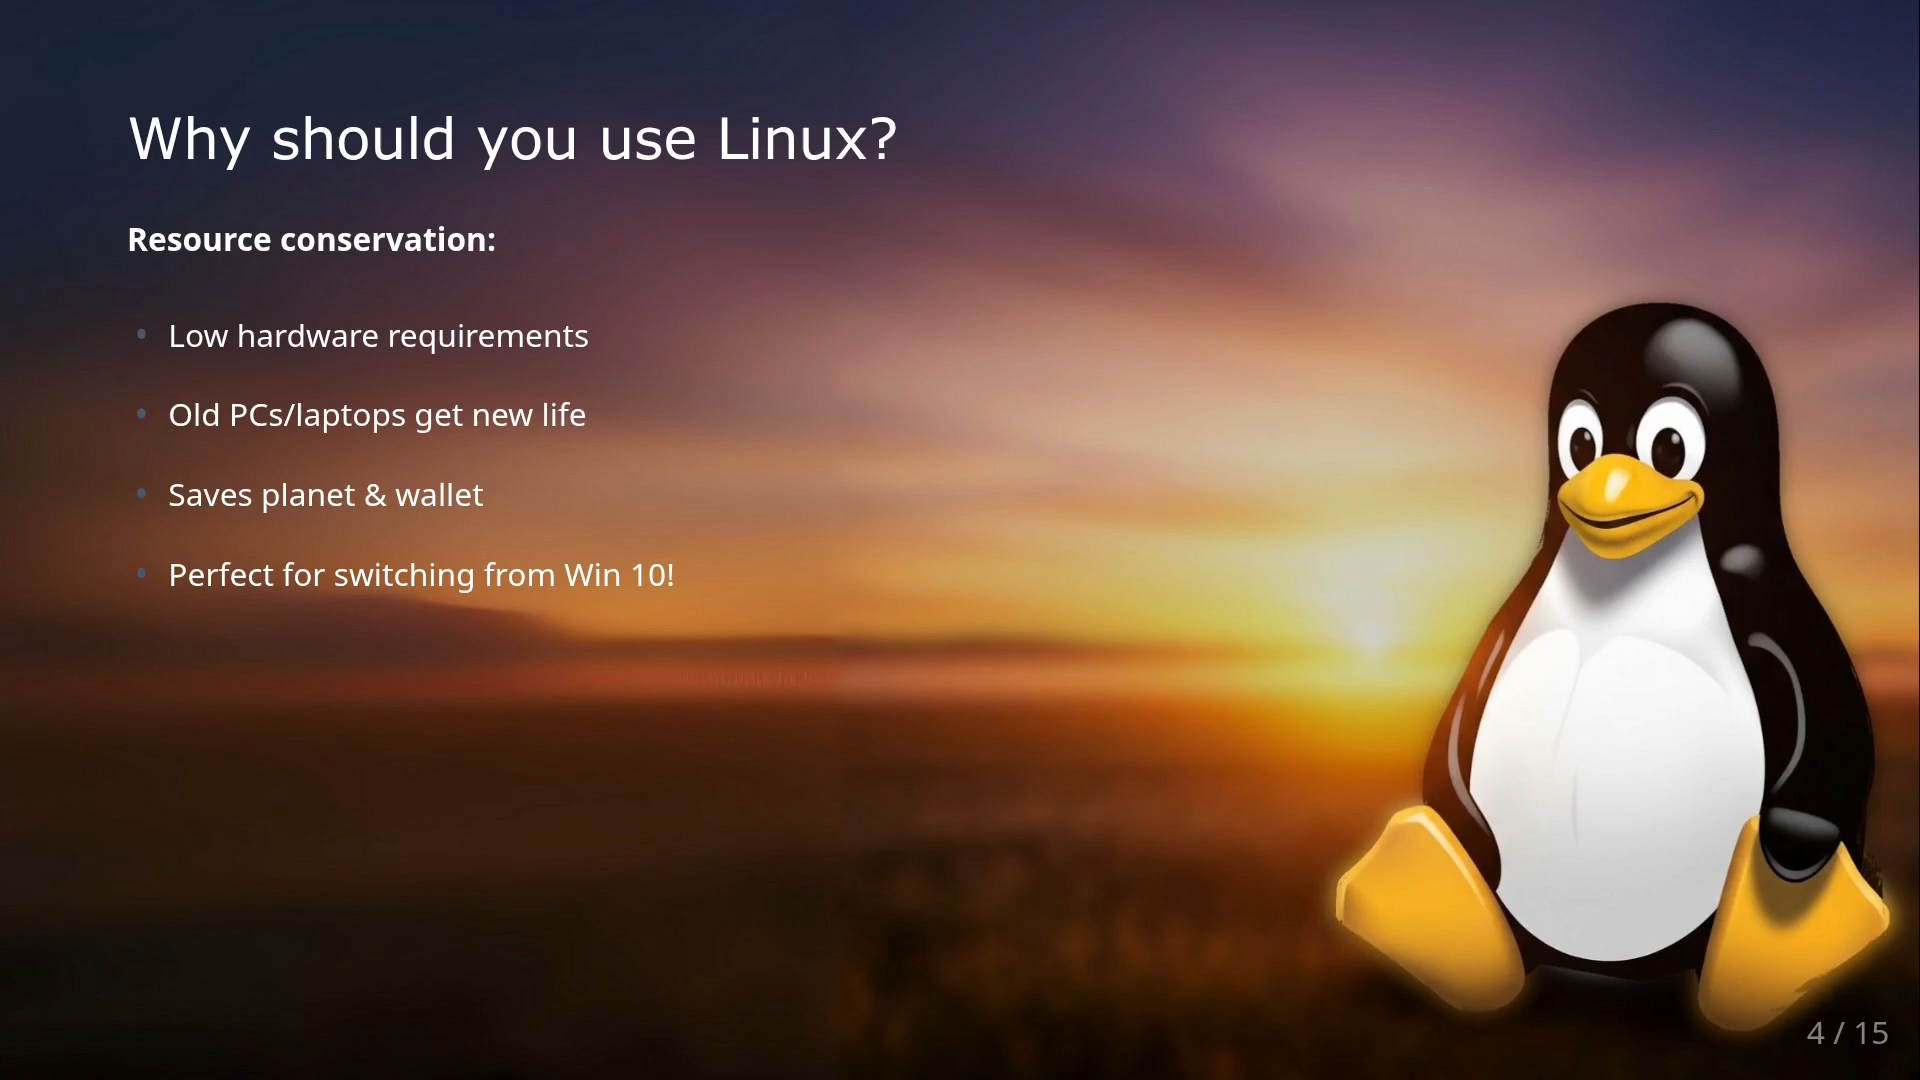 Why should you use Linux?
Resource conservation:
• Low hardware requirements
• Old PCs/laptops get new life
• Saves planet & wallet
• Perfect for switching from Win 10!
4 / 15